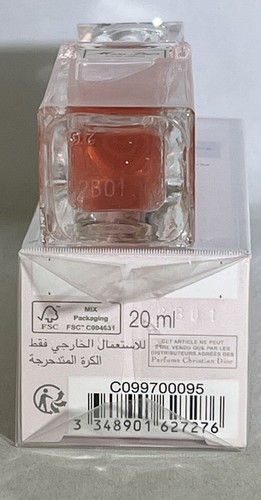 2B01
MIX
Packaging
FSC™ C004631
FSC
20 ml
للاستعمال الخارجي فقط
الكرة المتدحرجة
CET ARTICLE NE PEUT
ÊTRE VENDU QUE PAR LES
DISTRIBUTEURS AGRÉÉS DES
Parfums Christian Dior
C099700095
3 348901 627276